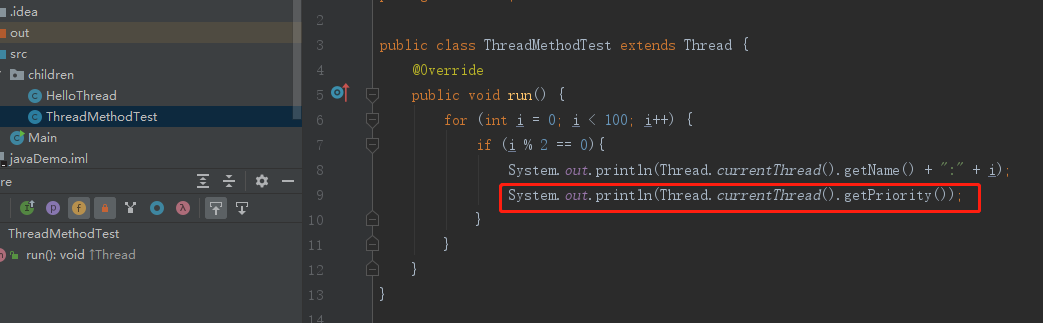 .idea
out
src
children
HelloThread
ThreadMethodTest
Main
javaDemo.iml
re
ThreadMethodTest
run(): void ↑Thread
2
3 public class ThreadMethodTest extends Thread {
4 @Override
5 public void run() {
6 for (int i = 0; i < 100; i++) {
7 if (i % 2 == 0){
8 System.out.println(Thread.currentThread().getName() + ":" + i);
9 System.out.println(Thread.currentThread().getPriority());
10 }
11 }
12 }
13 }
14